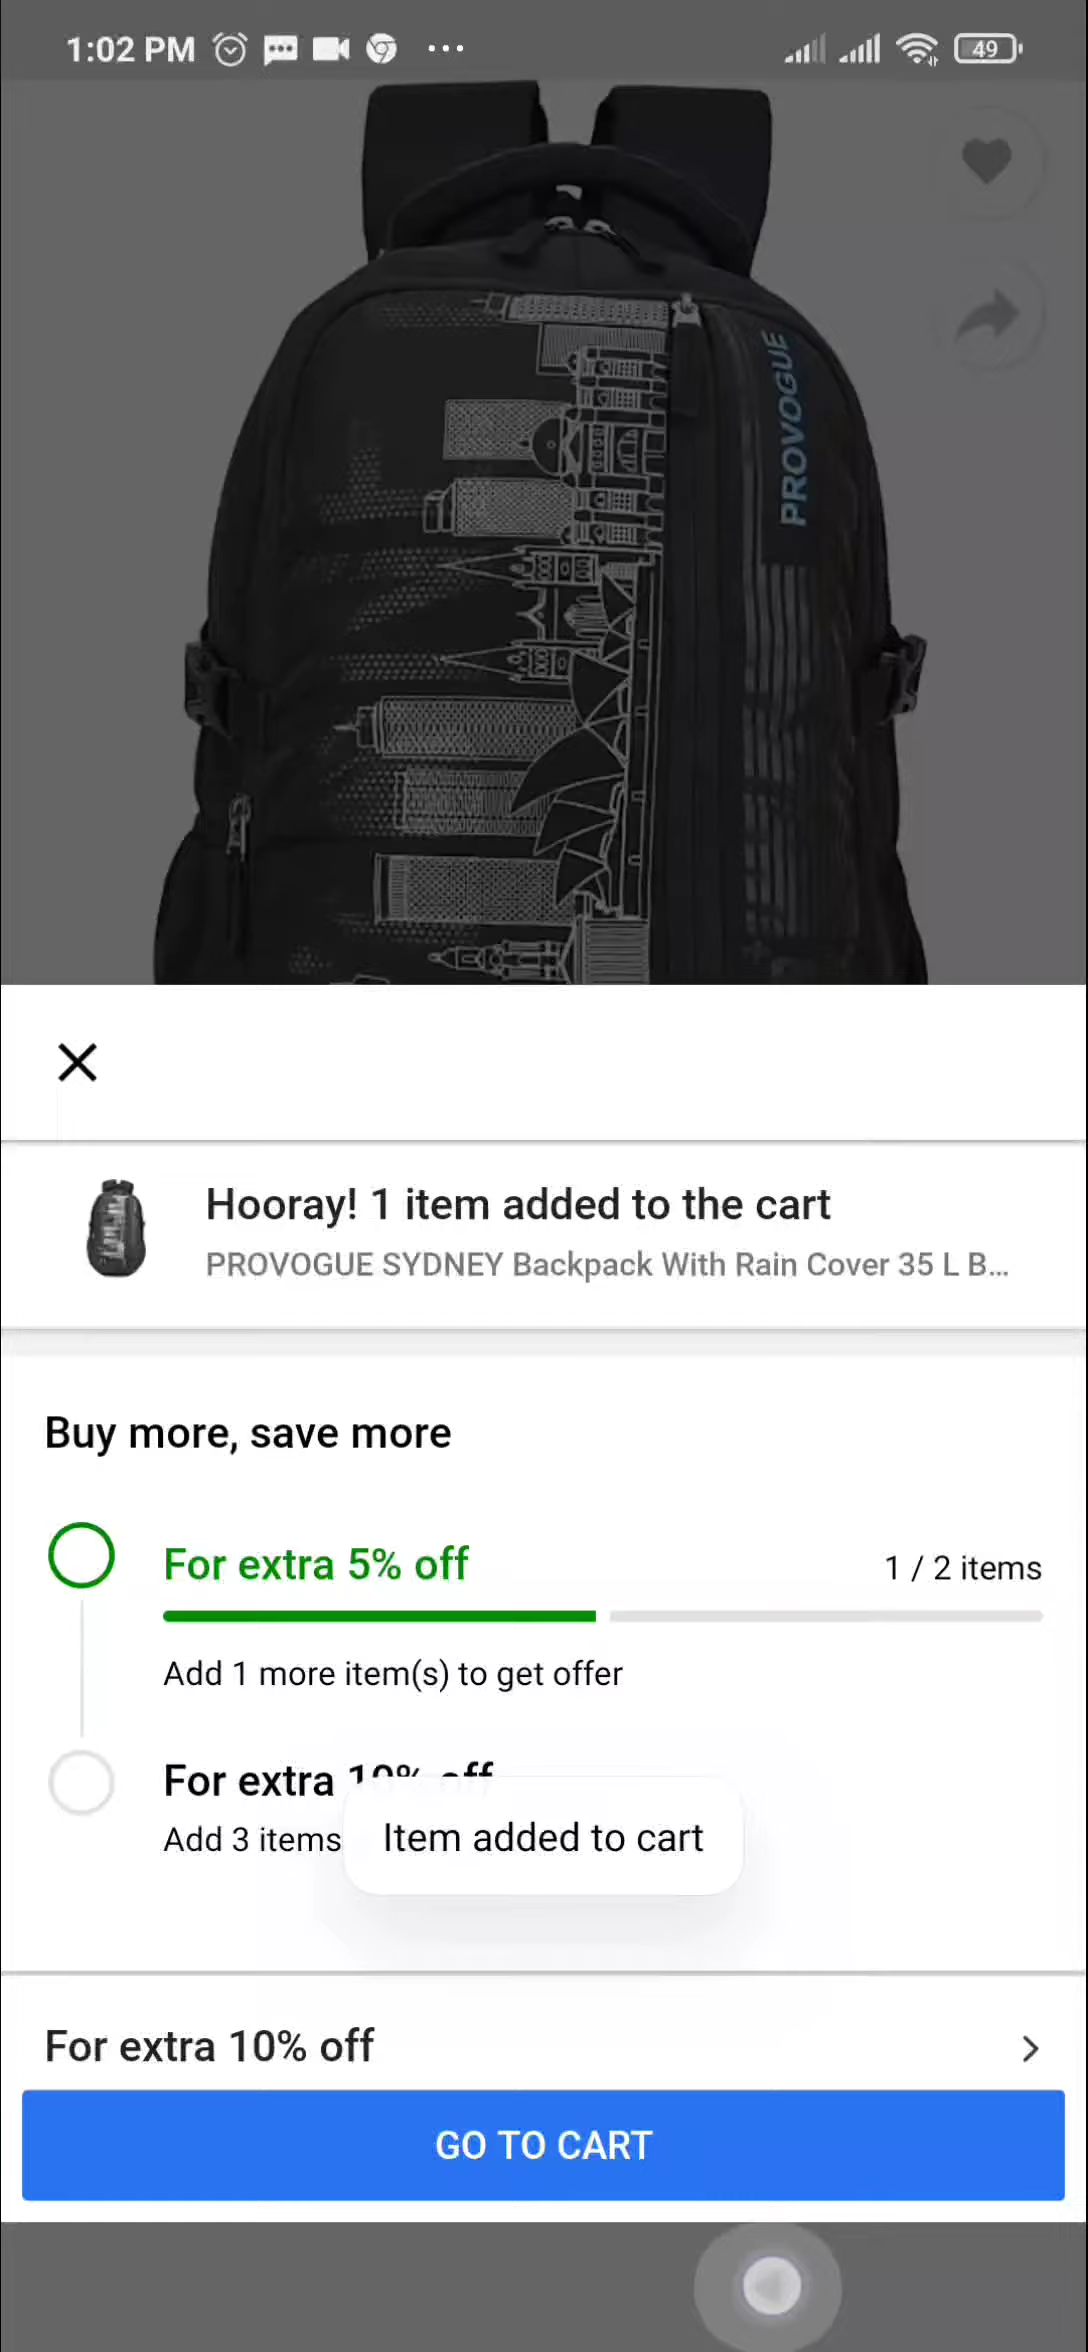 1:02 PM
49
PROVOGUE
Hooray! 1 item added to the cart
PROVOGUE SYDNEY Backpack With Rain Cover 35 L B...
Buy more, save more
For extra 5% off
1 / 2 items
Add 1 more item(s) to get offer
For extra 10% off
Add 3 items
Item added to cart
For extra 10% off
GO TO CART